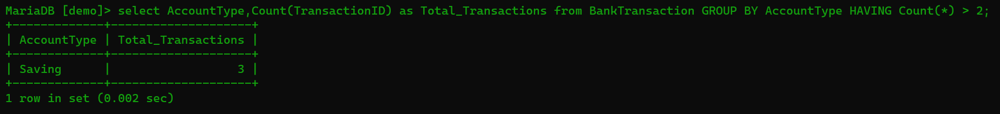 MariaDB [demo]> select AccountType,Count(TransactionID) as Total_Transactions from BankTransaction GROUP BY AccountType HAVING Count(*) > 2;
+-------------+--------------------+
| AccountType | Total_Transactions |
+-------------+--------------------+
| Saving      |                  3 |
+-------------+--------------------+
1 row in set (0.002 sec)